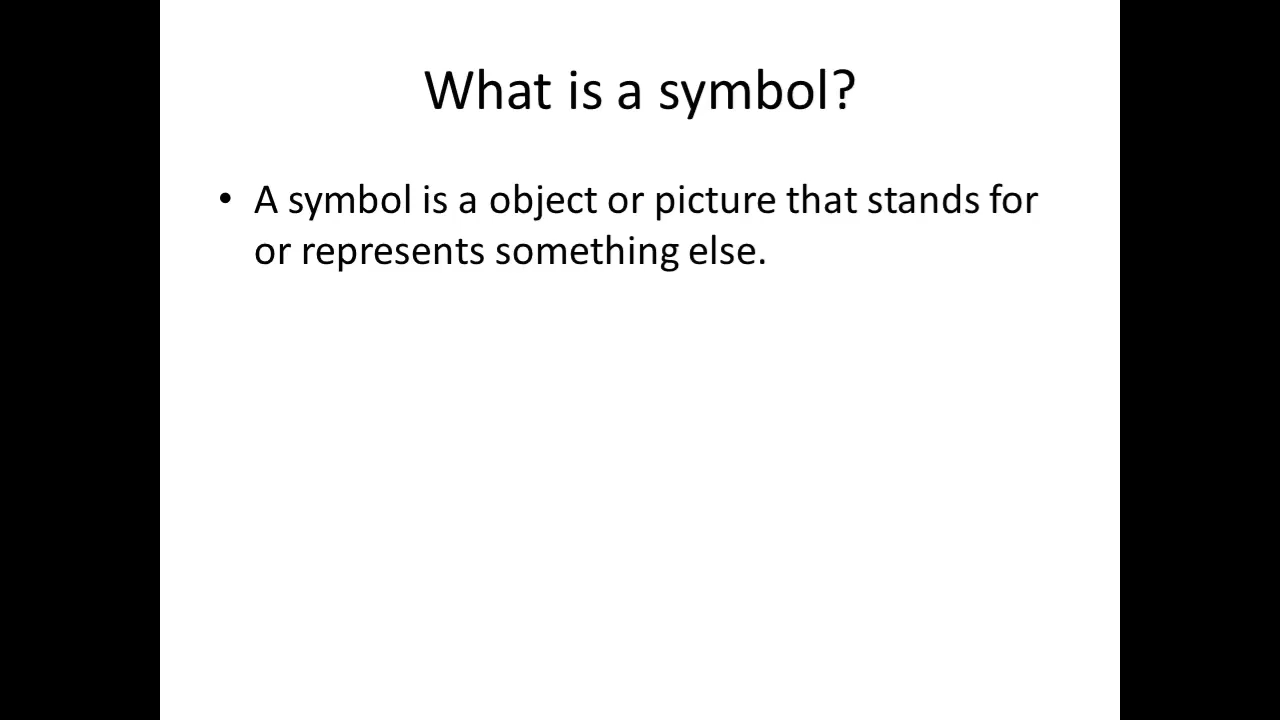 What is a symbol?
• A symbol is a object or picture that stands for
or represents something else.